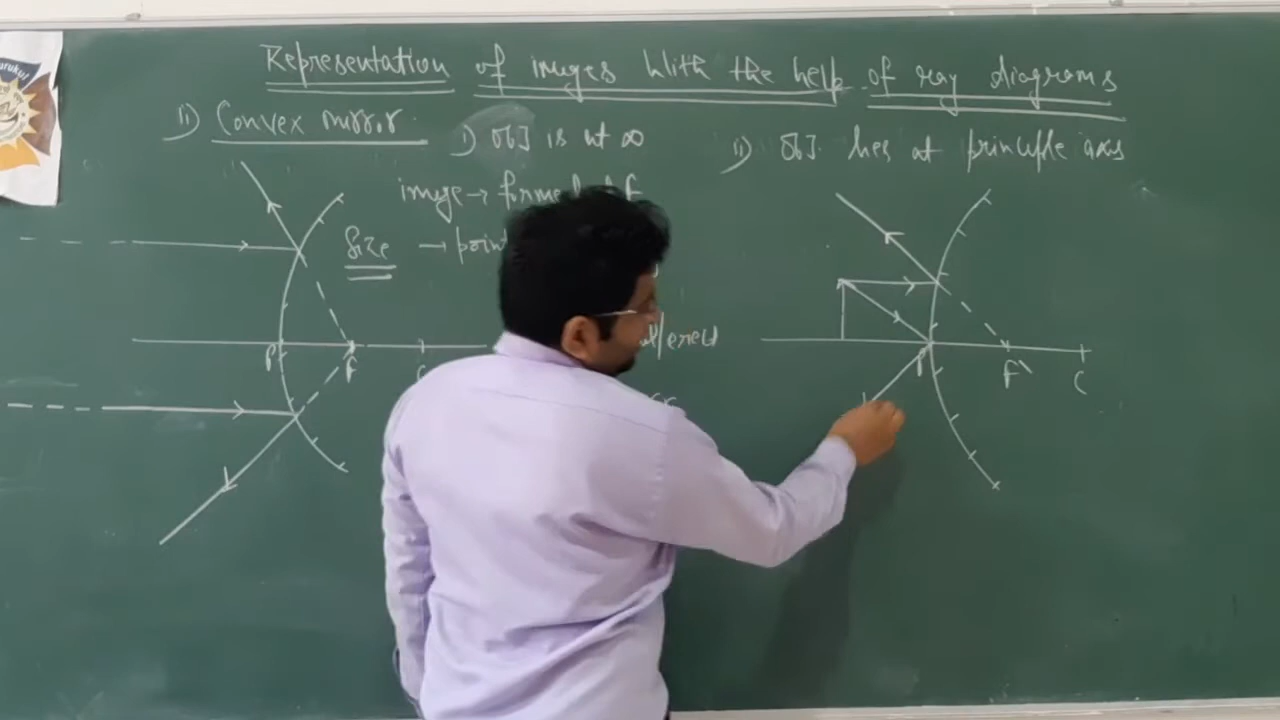 Representation of images with the help of ray diagrams
ii) Convex mirror
i) OBJ is at ∞
image → formed at F
Size → point
P F
ii) OBJ. lies at principle axis
P F C